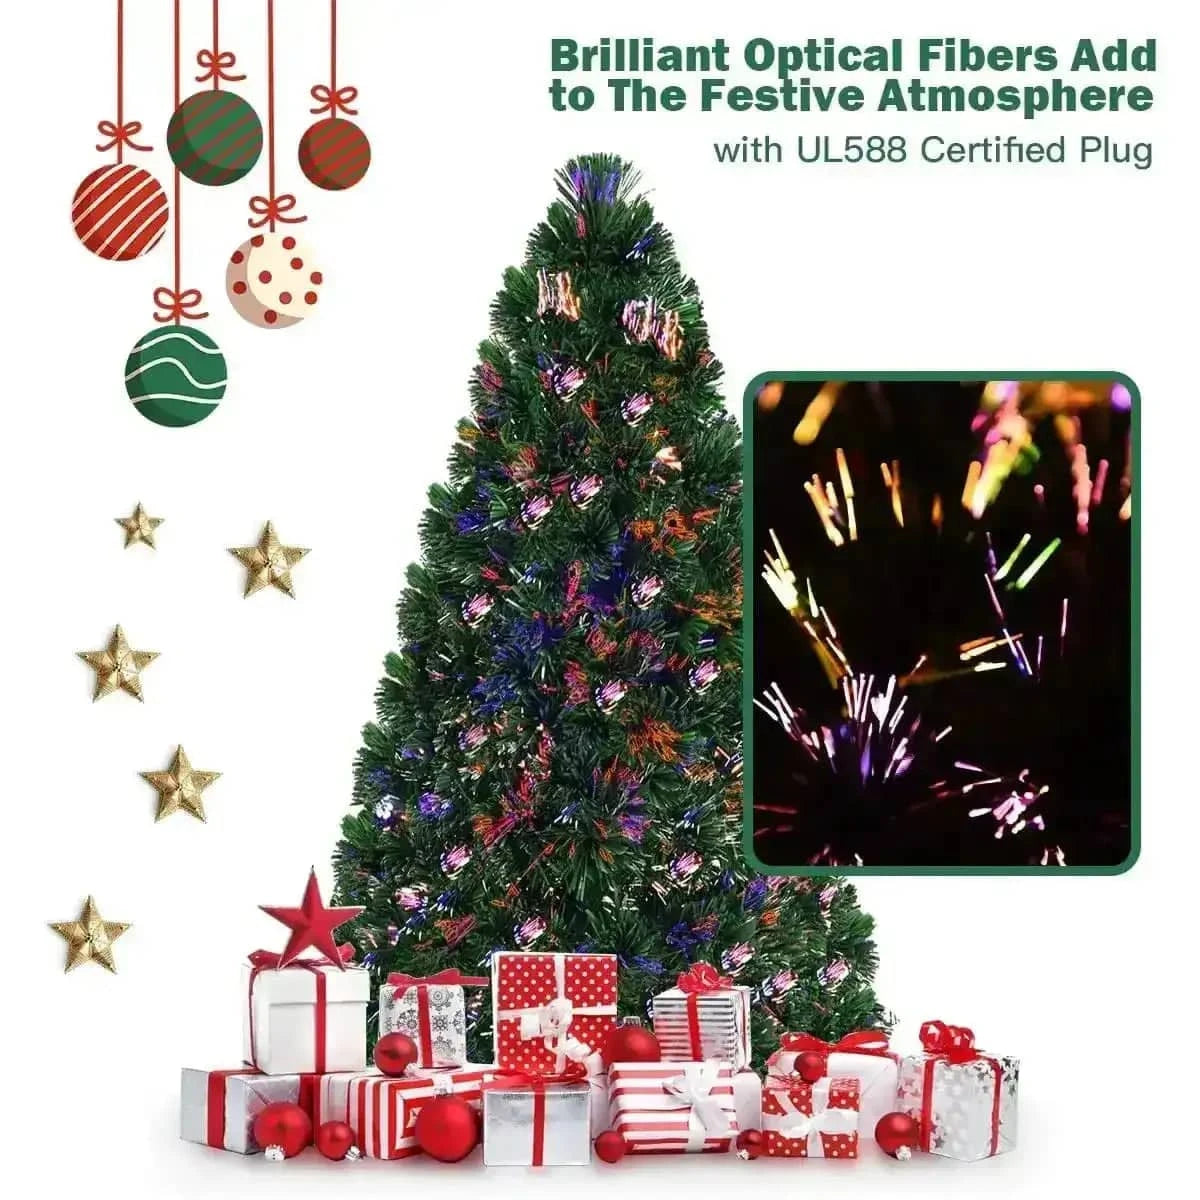 Brilliant Optical Fibers Add
to The Festive Atmosphere
with UL588 Certified Plug